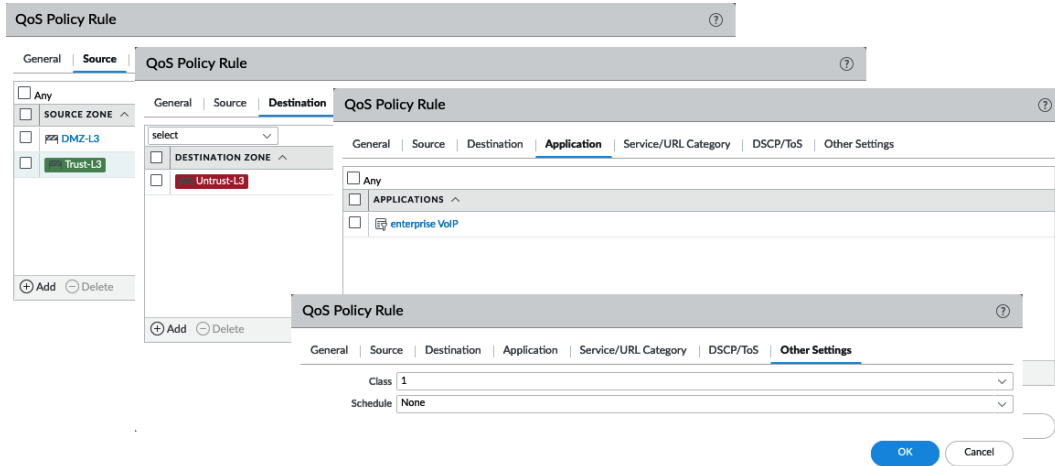 QoS Policy Rule
General | Source |
Any
SOURCE ZONE
DMZ-L3
Trust-L3
Add Delete
QoS Policy Rule
General | Source | Destination
select
DESTINATION ZONE
Untrust-L3
Add Delete
QoS Policy Rule
General | Source | Destination | Application | Service/URL Category | DSCP/ToS | Other Settings
Any
APPLICATIONS
enterprise VoIP
QoS Policy Rule
General | Source | Destination | Application | Service/URL Category | DSCP/ToS | Other Settings
Class 1
Schedule None
OK Cancel